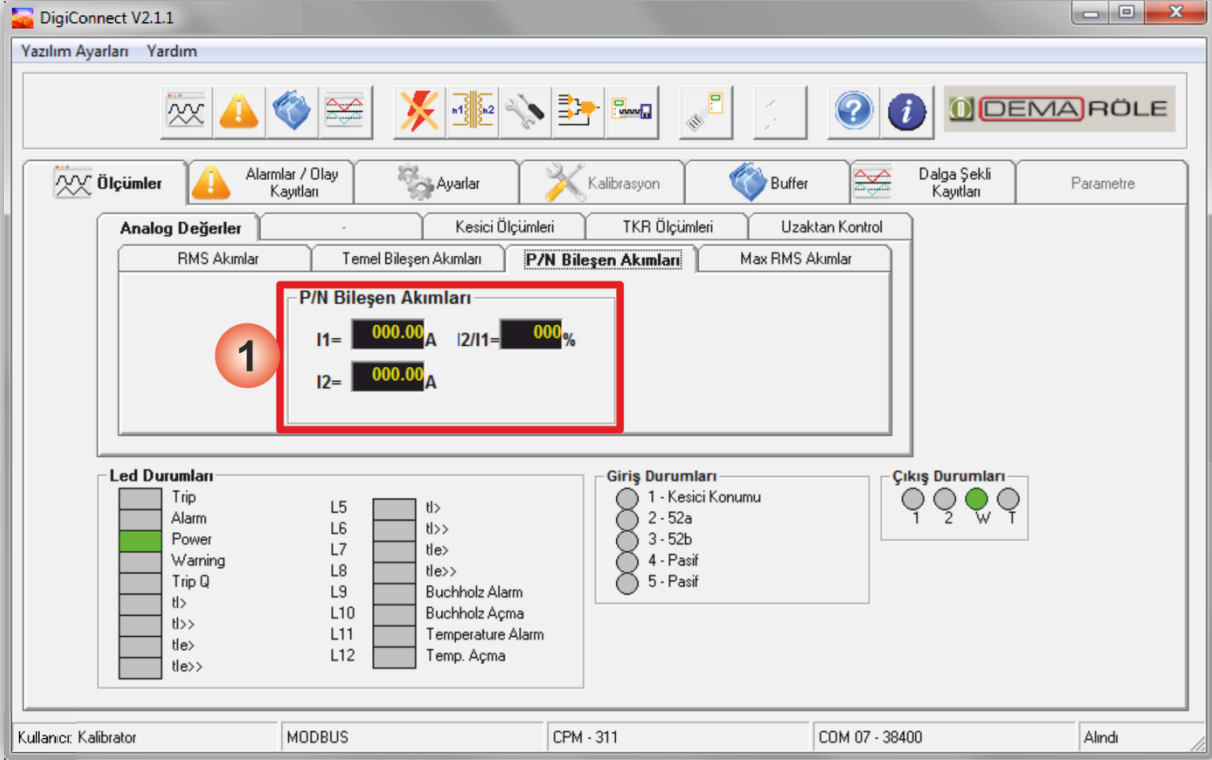 DigiConnect V2.1.1
Yazılım Ayarları Yardım
h1 h2
DEMA RÖLE
Ölçümler
Alarmlar / Olay
Kayıtları
Ayarlar
Kalibrasyon
Buffer
Dalga Şekli
Kayıtları
Parametre
Analog Değerler - Kesici Ölçümleri TKR Ölçümleri Uzaktan Kontrol
RMS Akımlar Temel Bileşen Akımları P/N Bileşen Akımları Max RMS Akımlar
P/N Bileşen Akımları
I1= 000.00 A I2/I1= 000 %
1
I2= 000.00 A
Led Durumları
Trip
Alarm
Power
Warning
Trip Q
tI>
tI>>
tIe>
tIe>>
L5 tI>
L6 tI>>
L7 tIe>
L8 tIe>>
L9 Buchholz Alarm
L10 Buchholz Açma
L11 Temperature Alarm
L12 Temp. Açma
Giriş Durumları
1 - Kesici Konumu
2 - 52a
3 - 52b
4 - Pasif
5 - Pasif
Çıkış Durumları
1 2 W T
Kullanıcı: Kalibrator MODBUS CPM - 311 COM 07 - 38400 Alındı